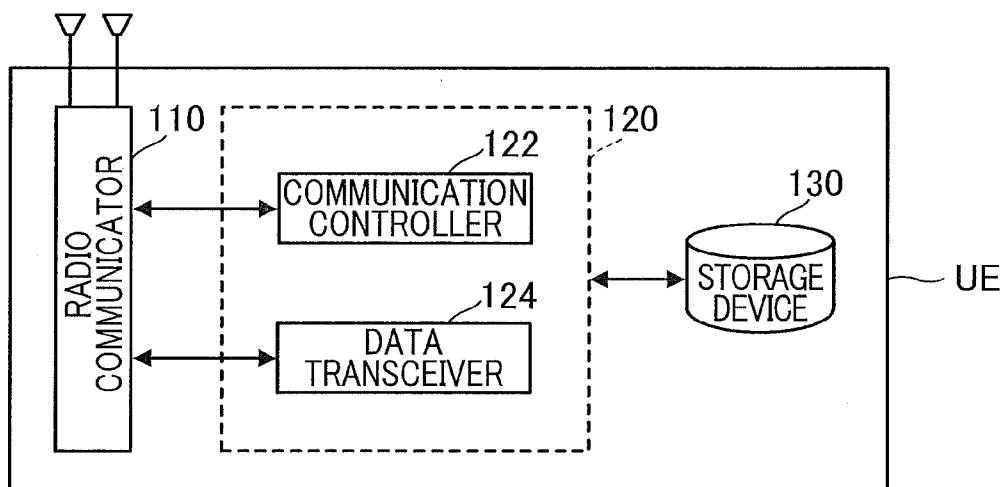 110
120
122
COMMUNICATION
CONTROLLER
130
RADIO
COMMUNICATOR
STORAGE
DEVICE
UE
124
DATA
TRANSCEIVER